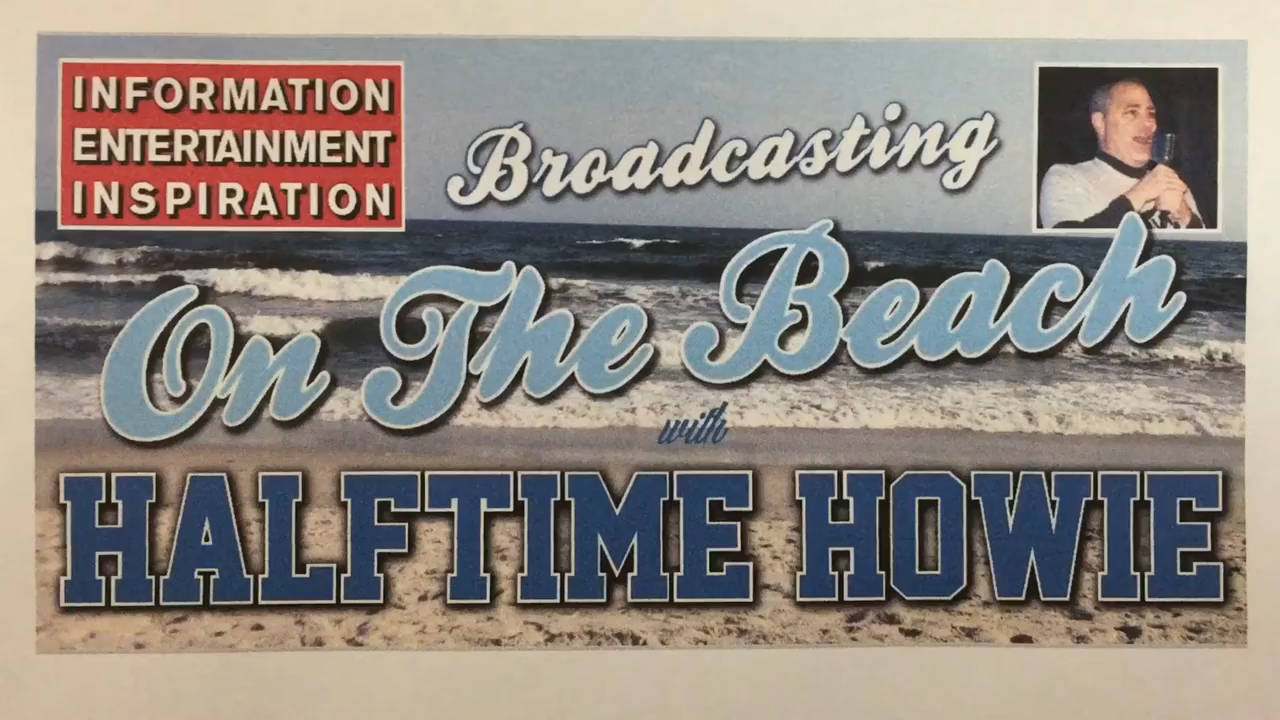 INFORMATION
ENTERTAINMENT
INSPIRATION
Broadcasting
On The Beach
with
HALFTIME HOWIE